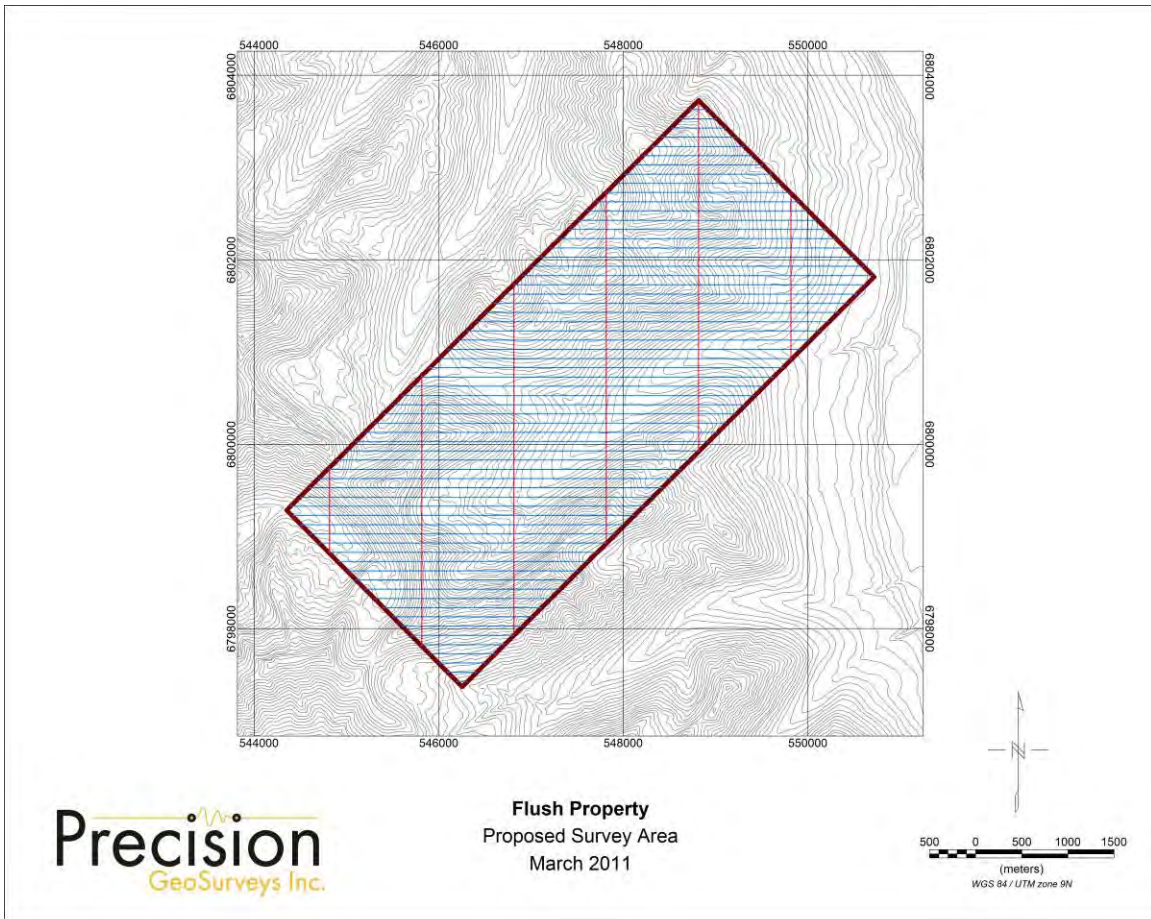 544000 546000 548000 550000
6804000 6804000
6802000 6802000
6800000 6800000
6798000 6798000
544000 546000 548000 550000
N
Precision
GeoSurveys Inc.
Flush Property
Proposed Survey Area
March 2011
500 0 500 1000 1500
(meters)
WGS 84 / UTM zone 9N